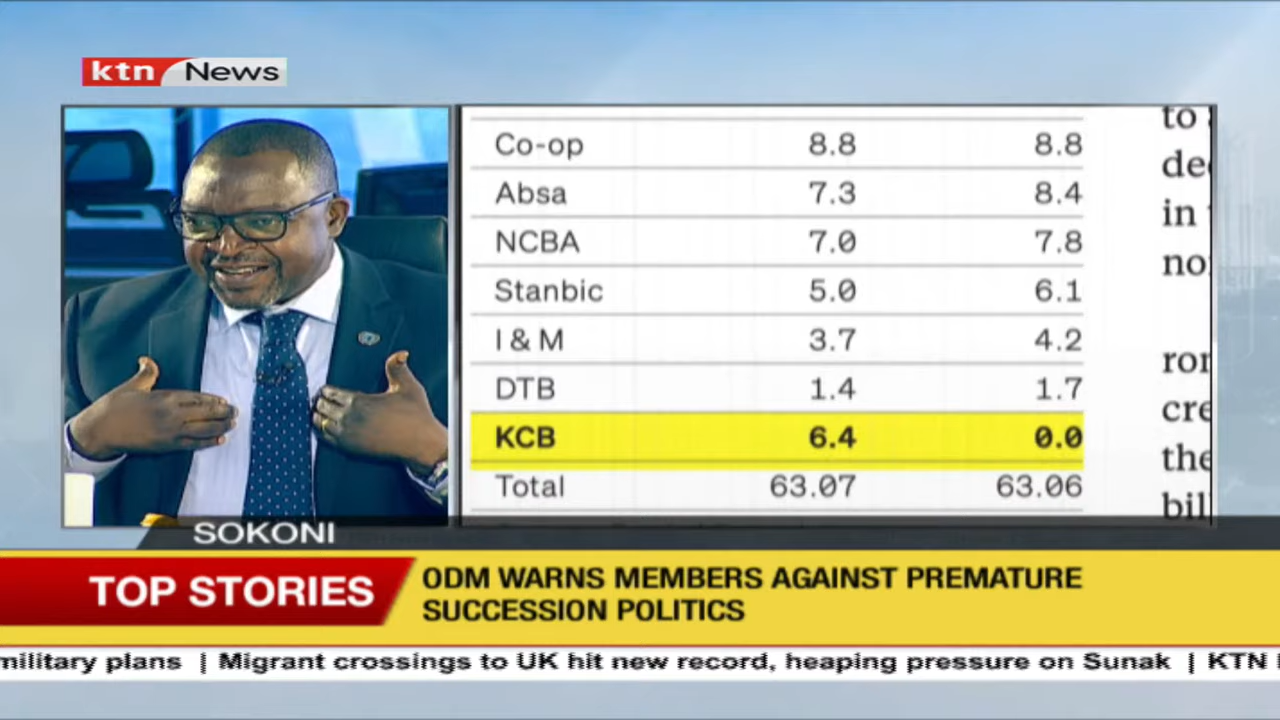 ktn News
Co-op 8.8 8.8
Absa 7.3 8.4
NCBA 7.0 7.8
Stanbic 5.0 6.1
I & M 3.7 4.2
DTB 1.4 1.7
KCB 6.4 0.0
Total 63.07 63.06
to
in
the
SOKONI
TOP STORIES
ODM WARNS MEMBERS AGAINST PREMATURE
SUCCESSION POLITICS
military plans | Migrant crossings to UK hit new record, heaping pressure on Sunak | KTN